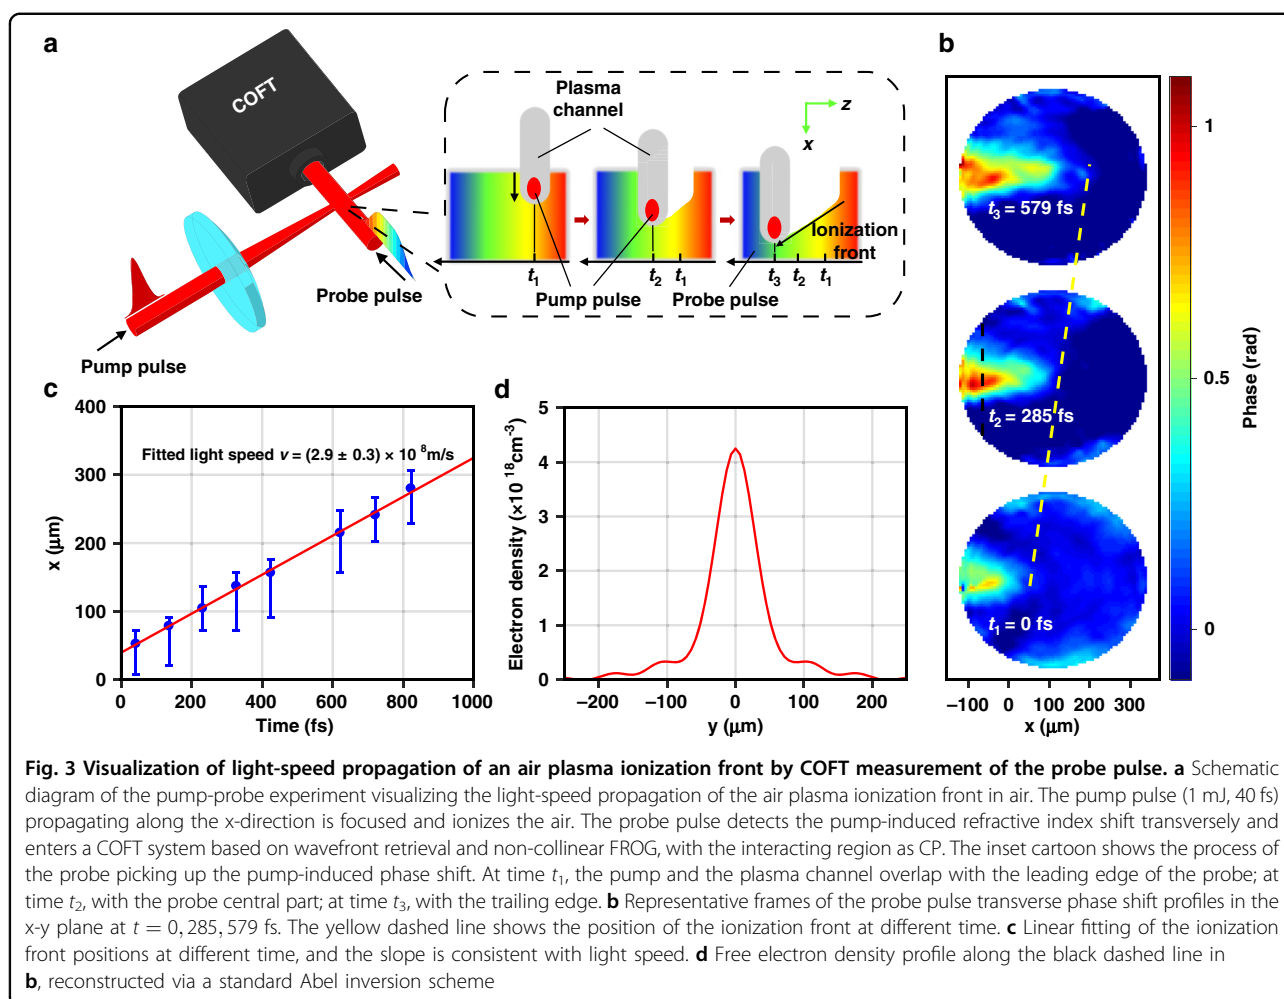 a
COFT
Plasma
channel
z
x
t1
t2
t1
t3
t2
t1
Ionization
front
Pump pulse
Probe pulse
Probe pulse
Pump pulse
b
t3 = 579 fs
t2 = 285 fs
t1 = 0 fs
−100
0
100
200
300
x (μm)
1
0.5
0
Phase (rad)
c
400
300
200
100
0
x (μm)
Fitted light speed v = (2.9 ± 0.3) × 10 8 m/s
0
200
400
600
800
1000
Time (fs)
d
5
4
3
2
1
0
Electron density (×10 18 cm-3)
−200
−100
0
100
200
y (μm)
Fig. 3 Visualization of light-speed propagation of an air plasma ionization front by COFT measurement of the probe pulse. a Schematic
diagram of the pump-probe experiment visualizing the light-speed propagation of the air plasma ionization front in air. The pump pulse (1 mJ, 40 fs)
propagating along the x-direction is focused and ionizes the air. The probe pulse detects the pump-induced refractive index shift transversely and
enters a COFT system based on wavefront retrieval and non-collinear FROG, with the interacting region as CP. The inset cartoon shows the process of
the probe picking up the pump-induced phase shift. At time t1, the pump and the plasma channel overlap with the leading edge of the probe; at
time t2, with the probe central part; at time t3, with the trailing edge. b Representative frames of the probe pulse transverse phase shift profiles in the
x-y plane at t = 0, 285, 579 fs. The yellow dashed line shows the position of the ionization front at different time. c Linear fitting of the ionization
front positions at different time, and the slope is consistent with light speed. d Free electron density profile along the black dashed line in
b, reconstructed via a standard Abel inversion scheme